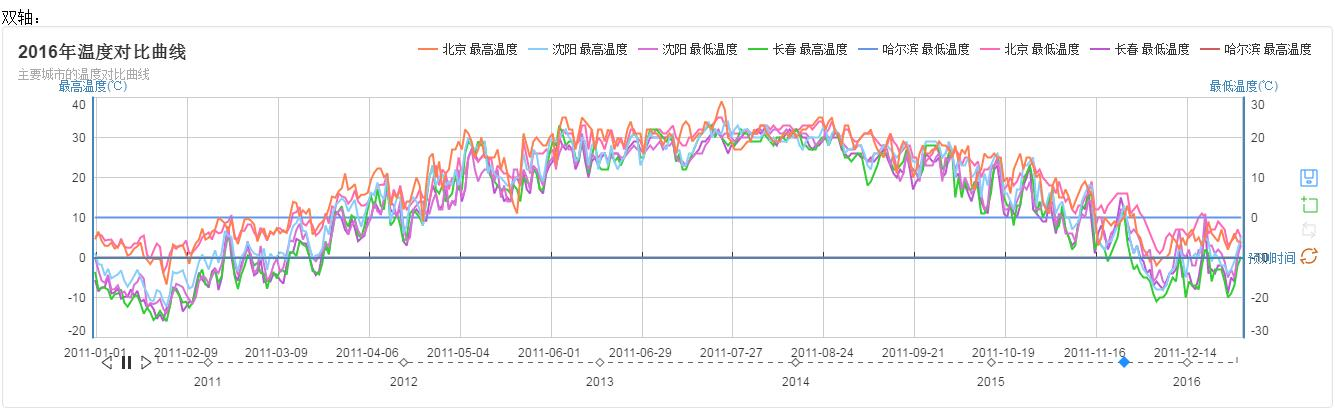 双轴：
2016年温度对比曲线
北京 最高温度 沈阳 最高温度 沈阳 最低温度 长春 最高温度 哈尔滨 最低温度 北京 最低温度 长春 最低温度 哈尔滨 最高温度
主要城市的温度对比曲线
最高温度(℃) 最低温度(℃)
40 30
30 20
20 10
10 0
0 预测时间
-10 -20
-20 -30
2011-01-01 2011-02-09 2011-03-09 2011-04-06 2011-05-04 2011-06-01 2011-06-29 2011-07-27 2011-08-24 2011-09-21 2011-10-19 2011-11-16 2011-12-14
2011 2012 2013 2014 2015 2016